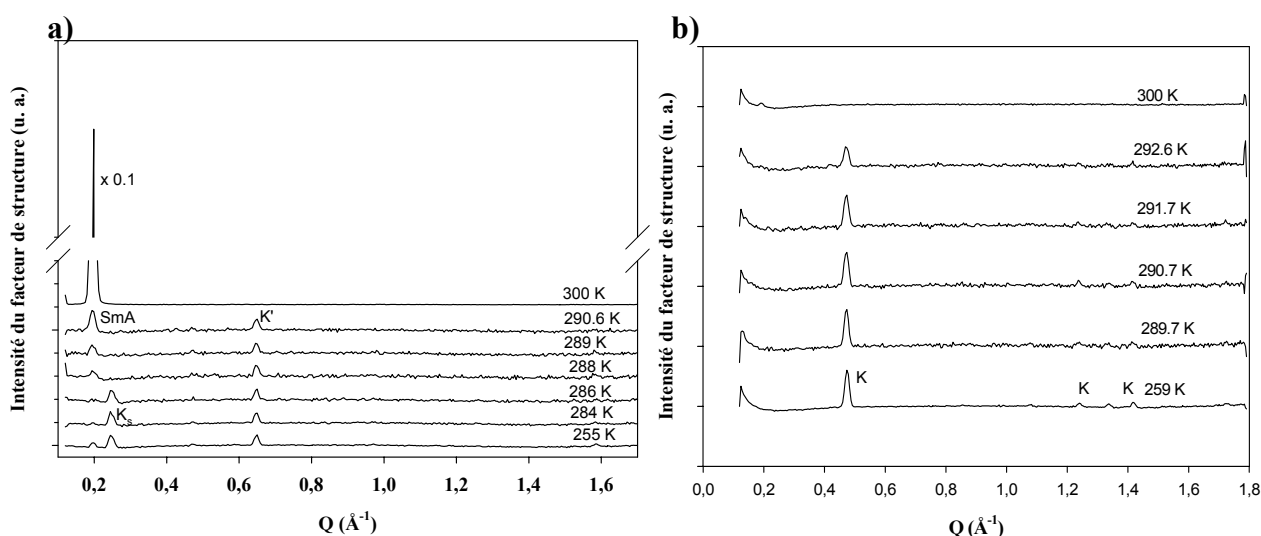 a)
Intensité du facteur de structure (u. a.)
x 0.1
300 K
SmA
K'
290.6 K
289 K
288 K
286 K
Ks
284 K
255 K
0,2 0,4 0,6 0,8 1,0 1,2 1,4 1,6
Q (Å-1)
b)
Intensité du facteur de structure (u. a.)
300 K
292.6 K
291.7 K
290.7 K
289.7 K
K K K 259 K
0,0 0,2 0,4 0,6 0,8 1,0 1,2 1,4 1,6 1,8
Q (Å-1)